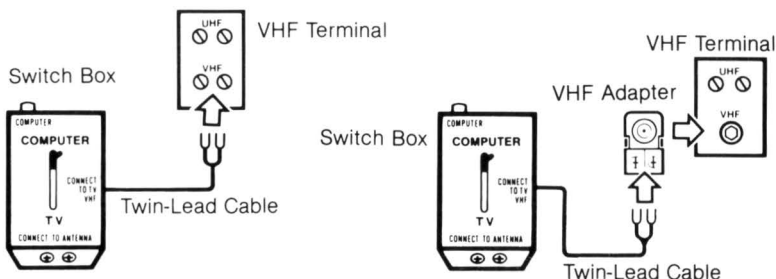 UHF
VHF
VHF Terminal
Switch Box
COMPUTER
COMPUTER
CONNECT
TO TV
VHF
TV
CONNECT TO ANTENNA
Twin-Lead Cable
VHF Terminal
UHF
VHF
VHF Adapter
Switch Box
COMPUTER
COMPUTER
CONNECT
TO TV
VHF
TV
CONNECT TO ANTENNA
Twin-Lead Cable